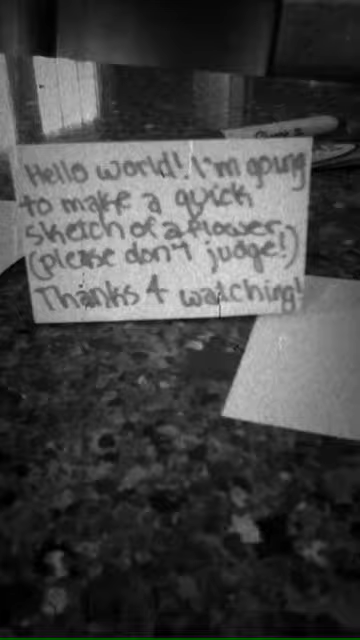 Hello world! I'm going
to make a quick
sketch of a flower.
(please don't judge!)
Thanks 4 watching!